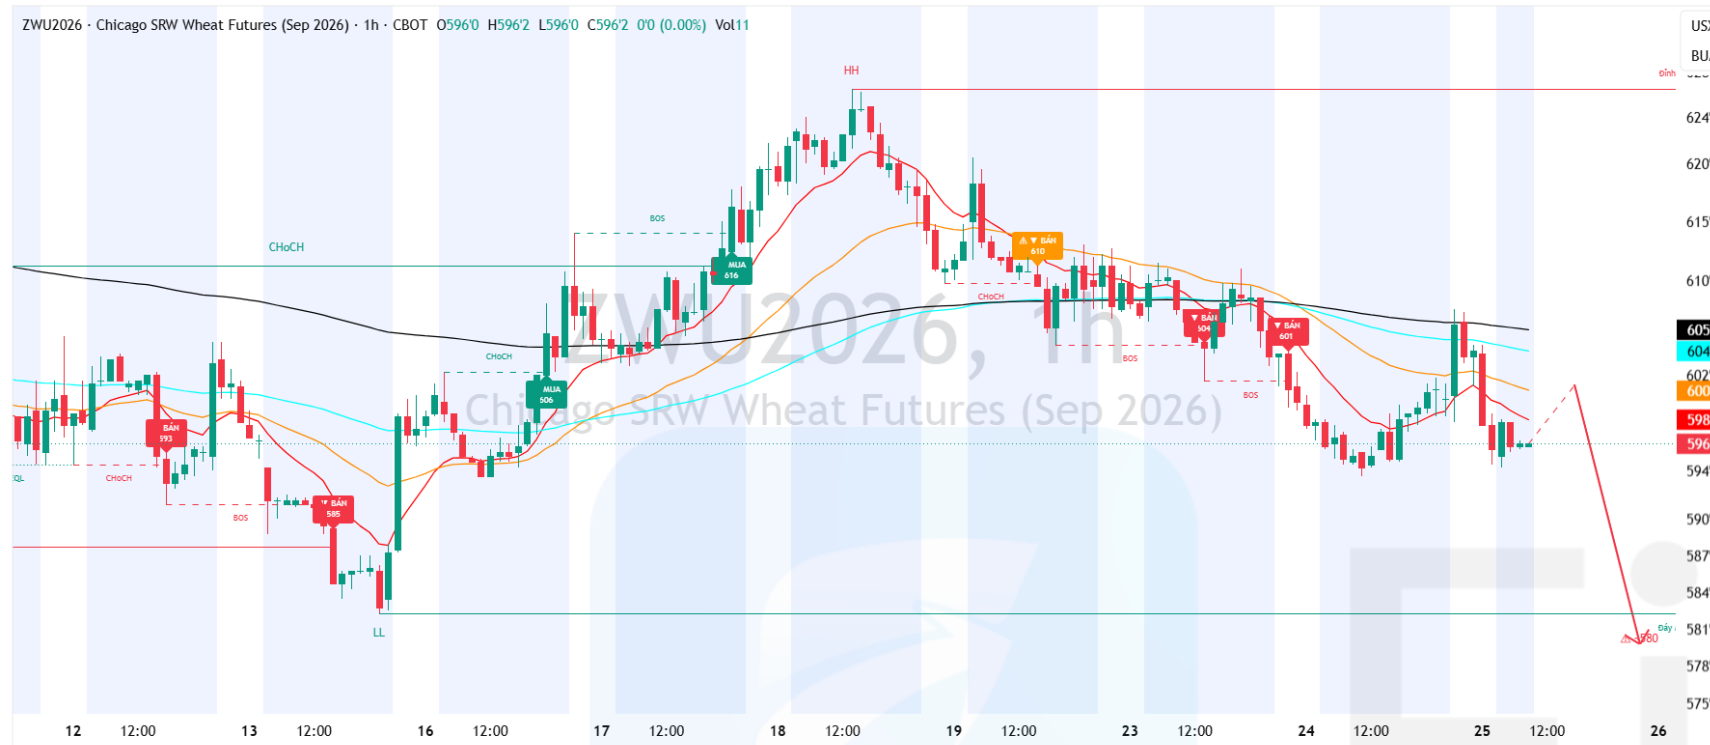 ZWU2026 · Chicago SRW Wheat Futures (Sep 2026) · 1h · CBOT O596'0 H596'2 L596'0 C596'2 0'0 (0.00%) Vol11
HH
CHoCH
BOS
MUA
616
CHoCH
MUA
606
BÁN
593
CHoCH
BOS
▼ BÁN
585
LL
⚠ ▼ BÁN
610
CHoCH
▼ BÁN
604
BOS
▼ BÁN
601
BOS
ZWU2026, 1h
Chicago SRW Wheat Futures (Sep 2026)
Đỉnh
Đáy
580
624'
620'
615'
610'
605
604
602'
600
598
596
594'
590'
587'
584'
581'
578'
575'
12 12:00 13 12:00 16 12:00 17 12:00 18 12:00 19 12:00 23 12:00 24 12:00 25 12:00 26